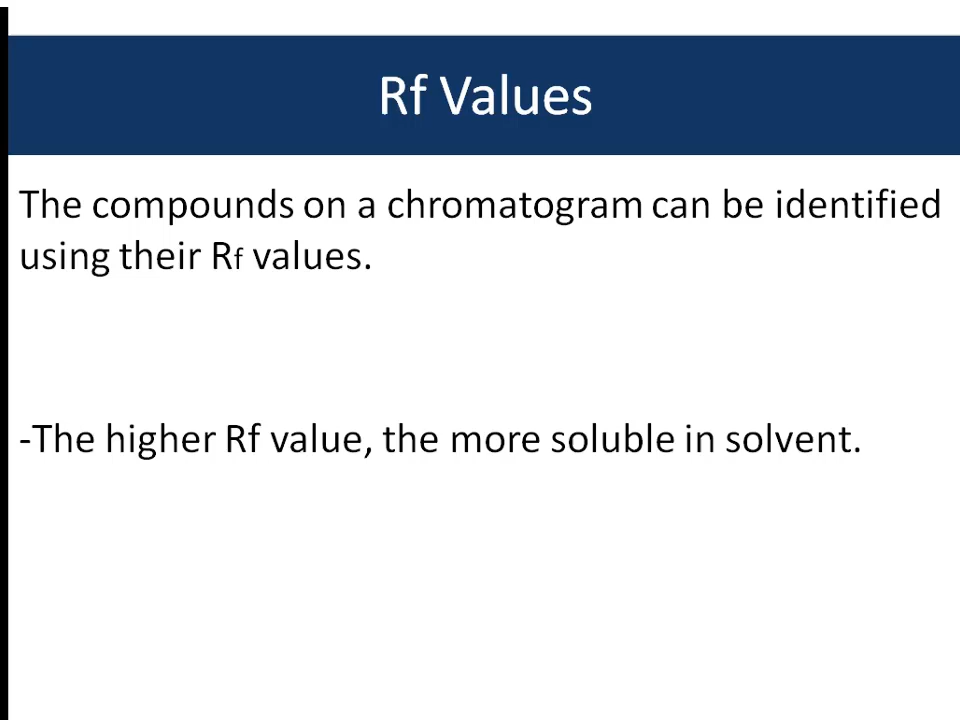 Rf Values
The compounds on a chromatogram can be identified
using their Rf values.
-The higher Rf value, the more soluble in solvent.